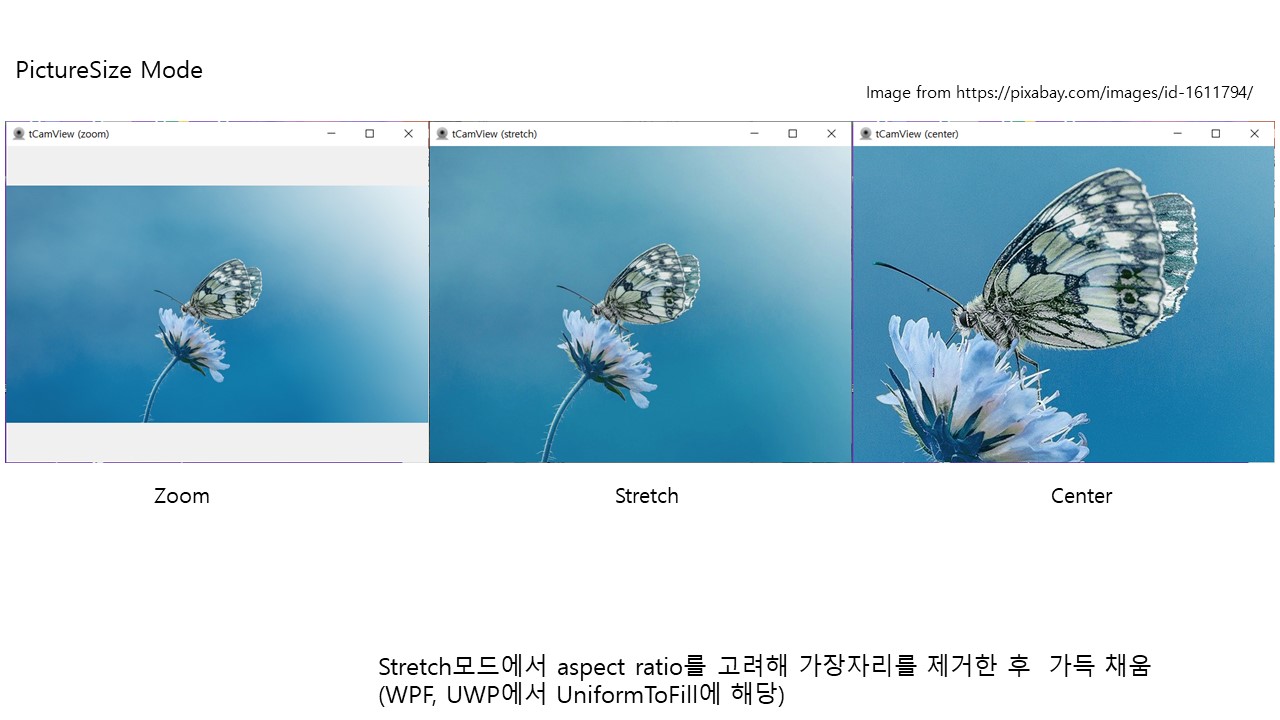 PictureSize Mode
Image from https://pixabay.com/images/id-1611794/
tCamView (zoom)
tCamView (stretch)
tCamView (center)
Zoom
Stretch
Center
Stretch모드에서 aspect ratio를 고려해 가장자리를 제거한 후 가득 채움
(WPF, UWP에서 UniformToFill에 해당)